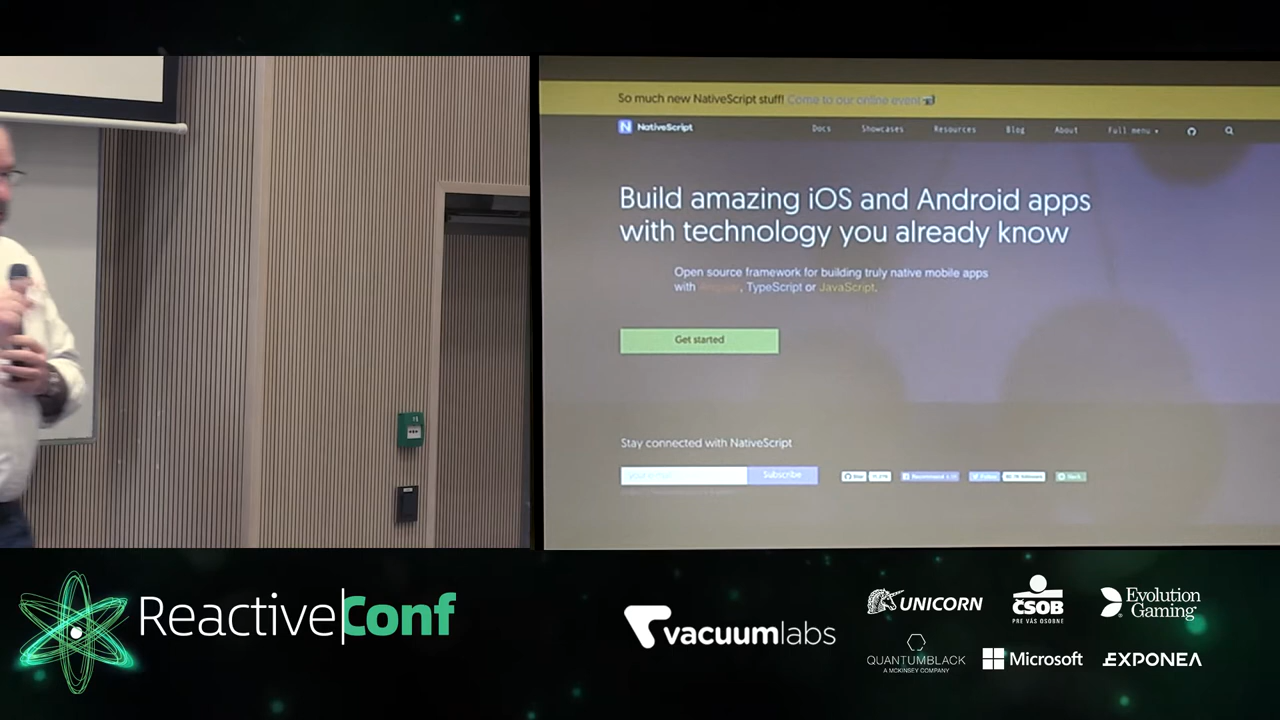 So much new NativeScript stuff! Come to our online event
NativeScript
Docs Showcases Resources Blog About Full menu
Build amazing iOS and Android apps
with technology you already know
Open source framework for building truly native mobile apps
with Angular, TypeScript or JavaScript.
Get started
Stay connected with NativeScript
Subscribe
Star
Recommend
Follow
ReactiveConf
vacuumlabs
UNICORN
ČSOB
PRE VÁS OSOBNE
Evolution
Gaming
QUANTUMBLACK
A MCKINSEY COMPANY
Microsoft
EXPONEA